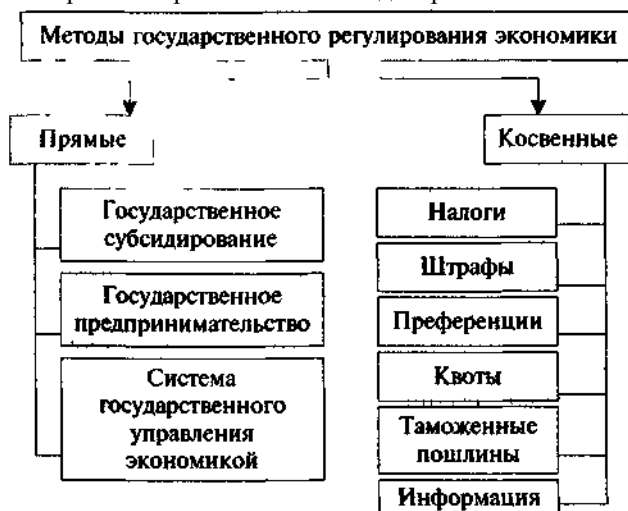 Методы государственного регулирования экономики
Прямые
Косвенные
Государственное
субсидирование
Государственное
предпринимательство
Система
государственного
управления
экономикой
Налоги
Штрафы
Преференции
Квоты
Таможенные
пошлины
Информация